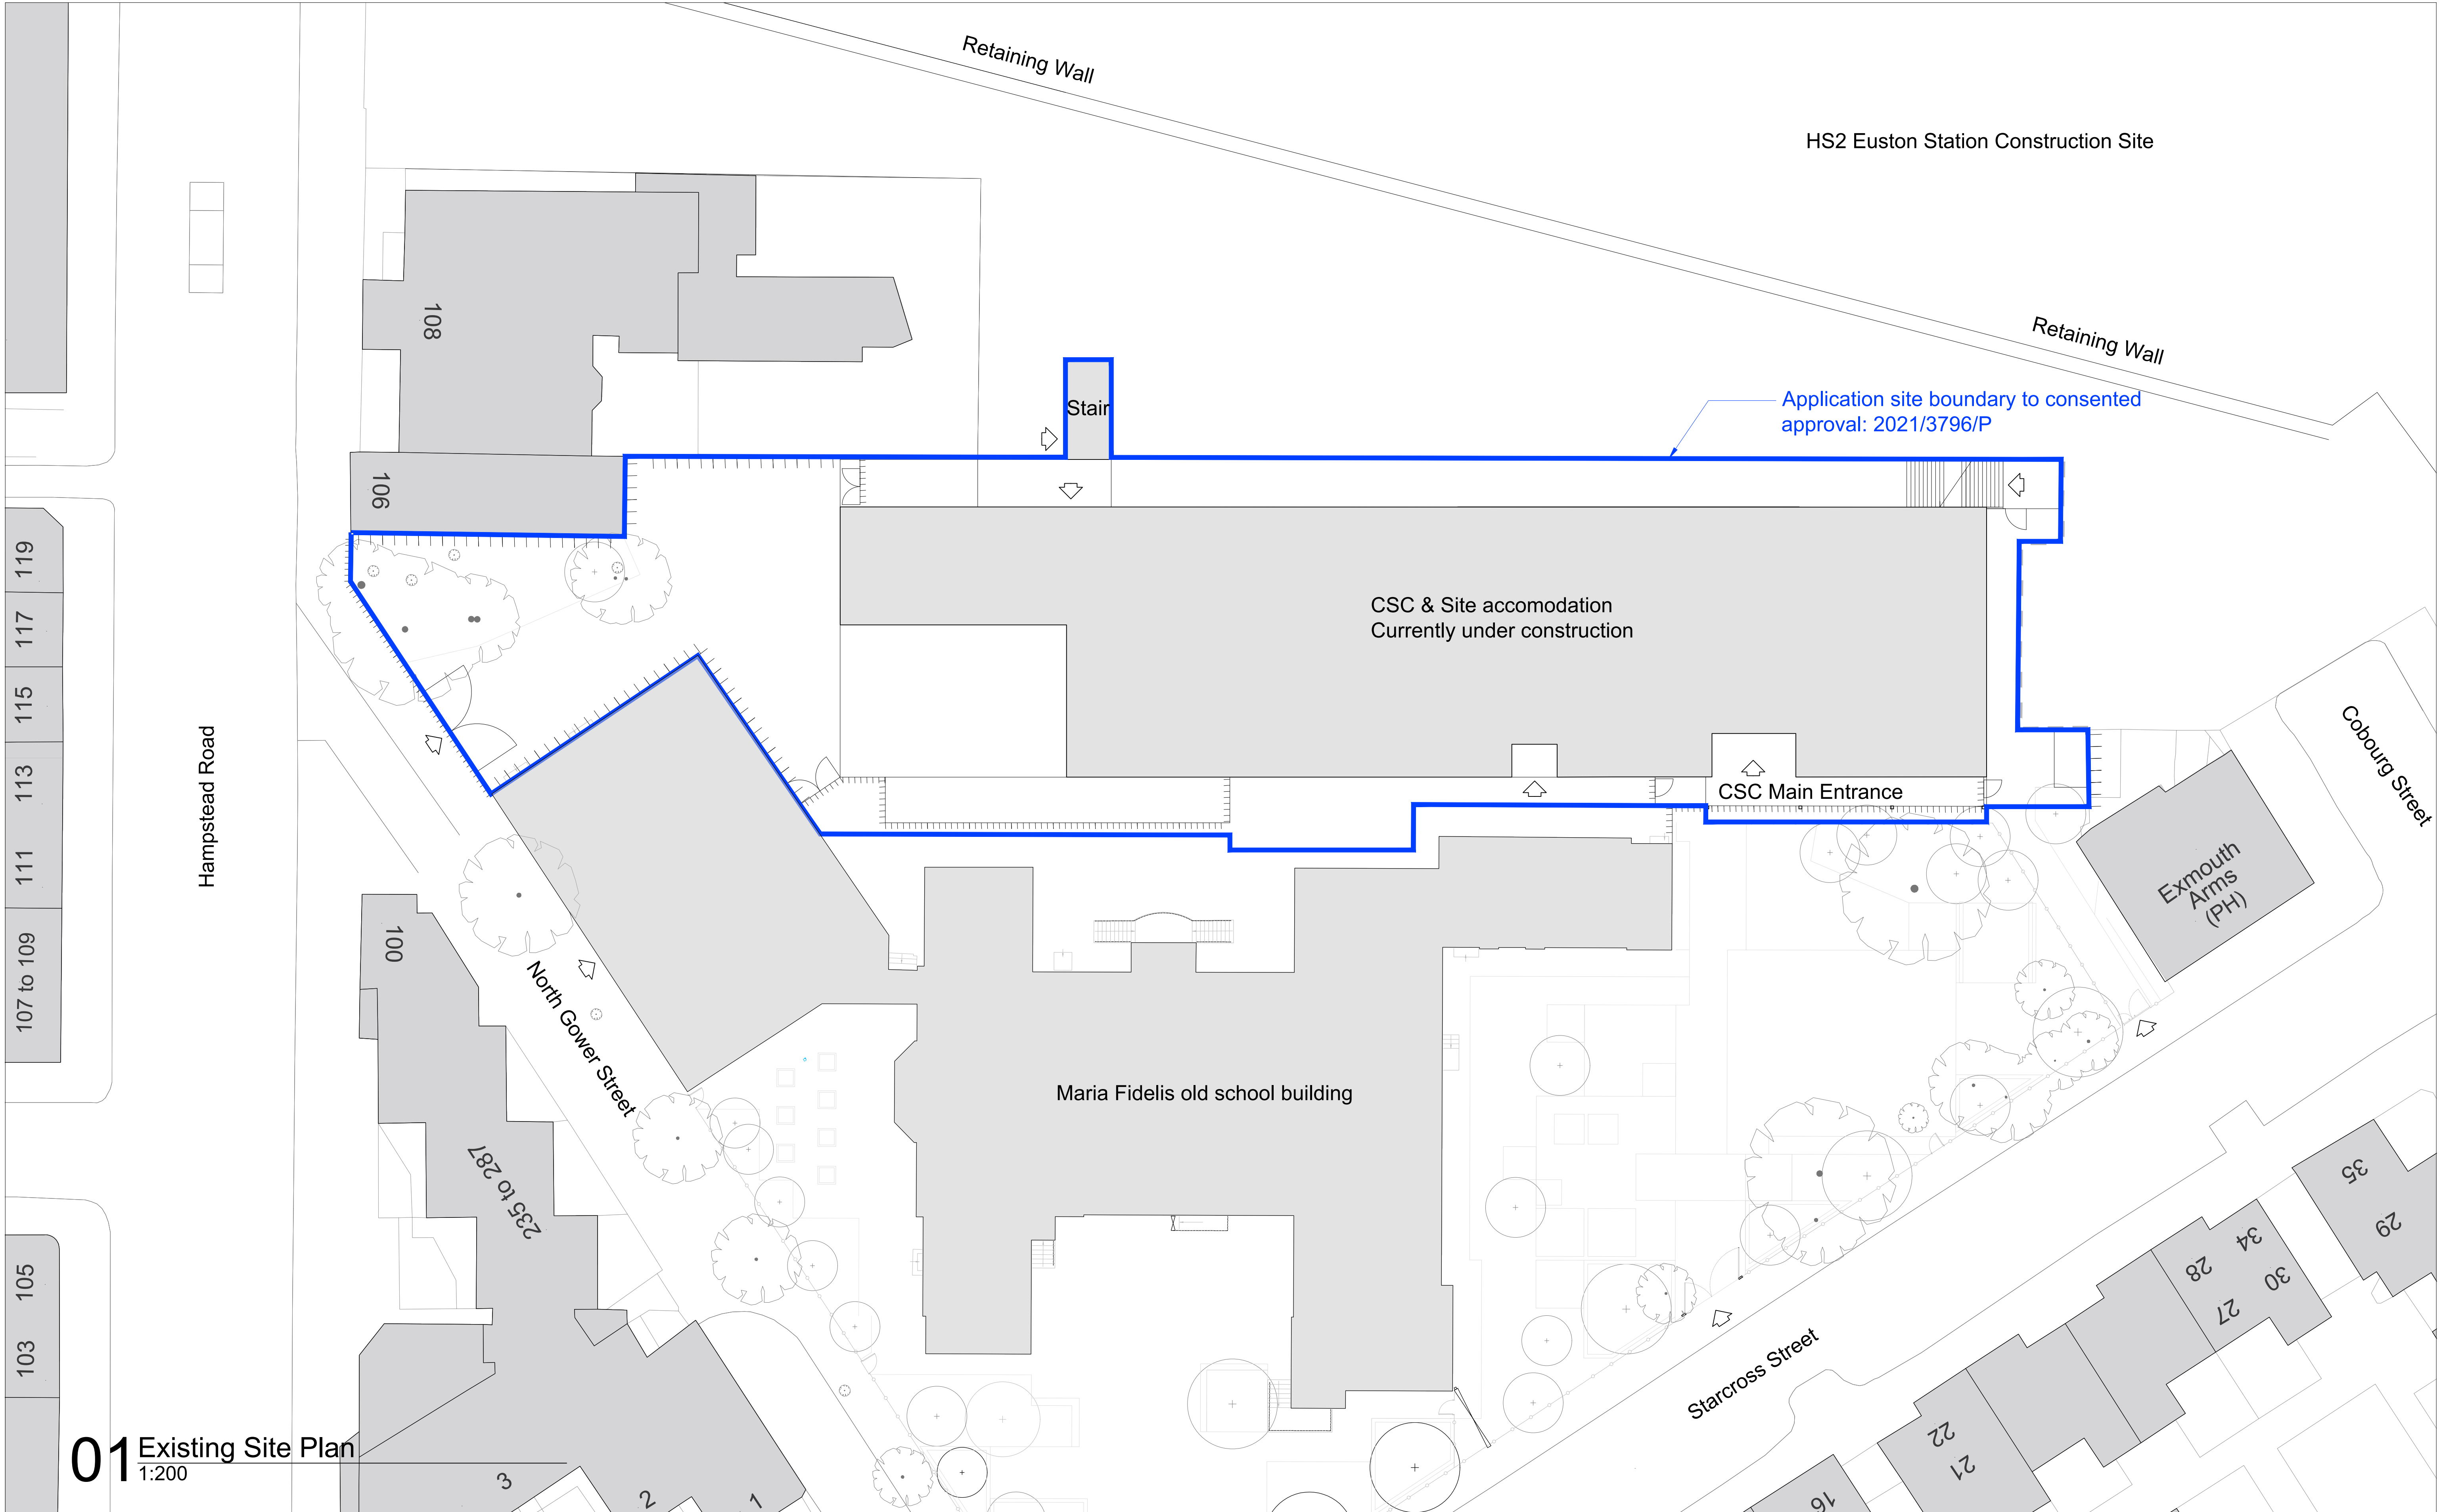 Retaining Wall
HS2 Euston Station Construction Site
Retaining Wall
108
Stair
Application site boundary to consented
approval: 2021/3796/P
106
119
117
115
113
111
107 to 109
105
103
Hampstead Road
CSC & Site accomodation
Currently under construction
CSC Main Entrance
Cobourg Street
Exmouth
Arms
(PH)
100
North Gower Street
235 to 287
Maria Fidelis old school building
Starcross Street
35
29
34
28
30
27
22
21
16
3
2
1
01
Existing Site Plan
1:200